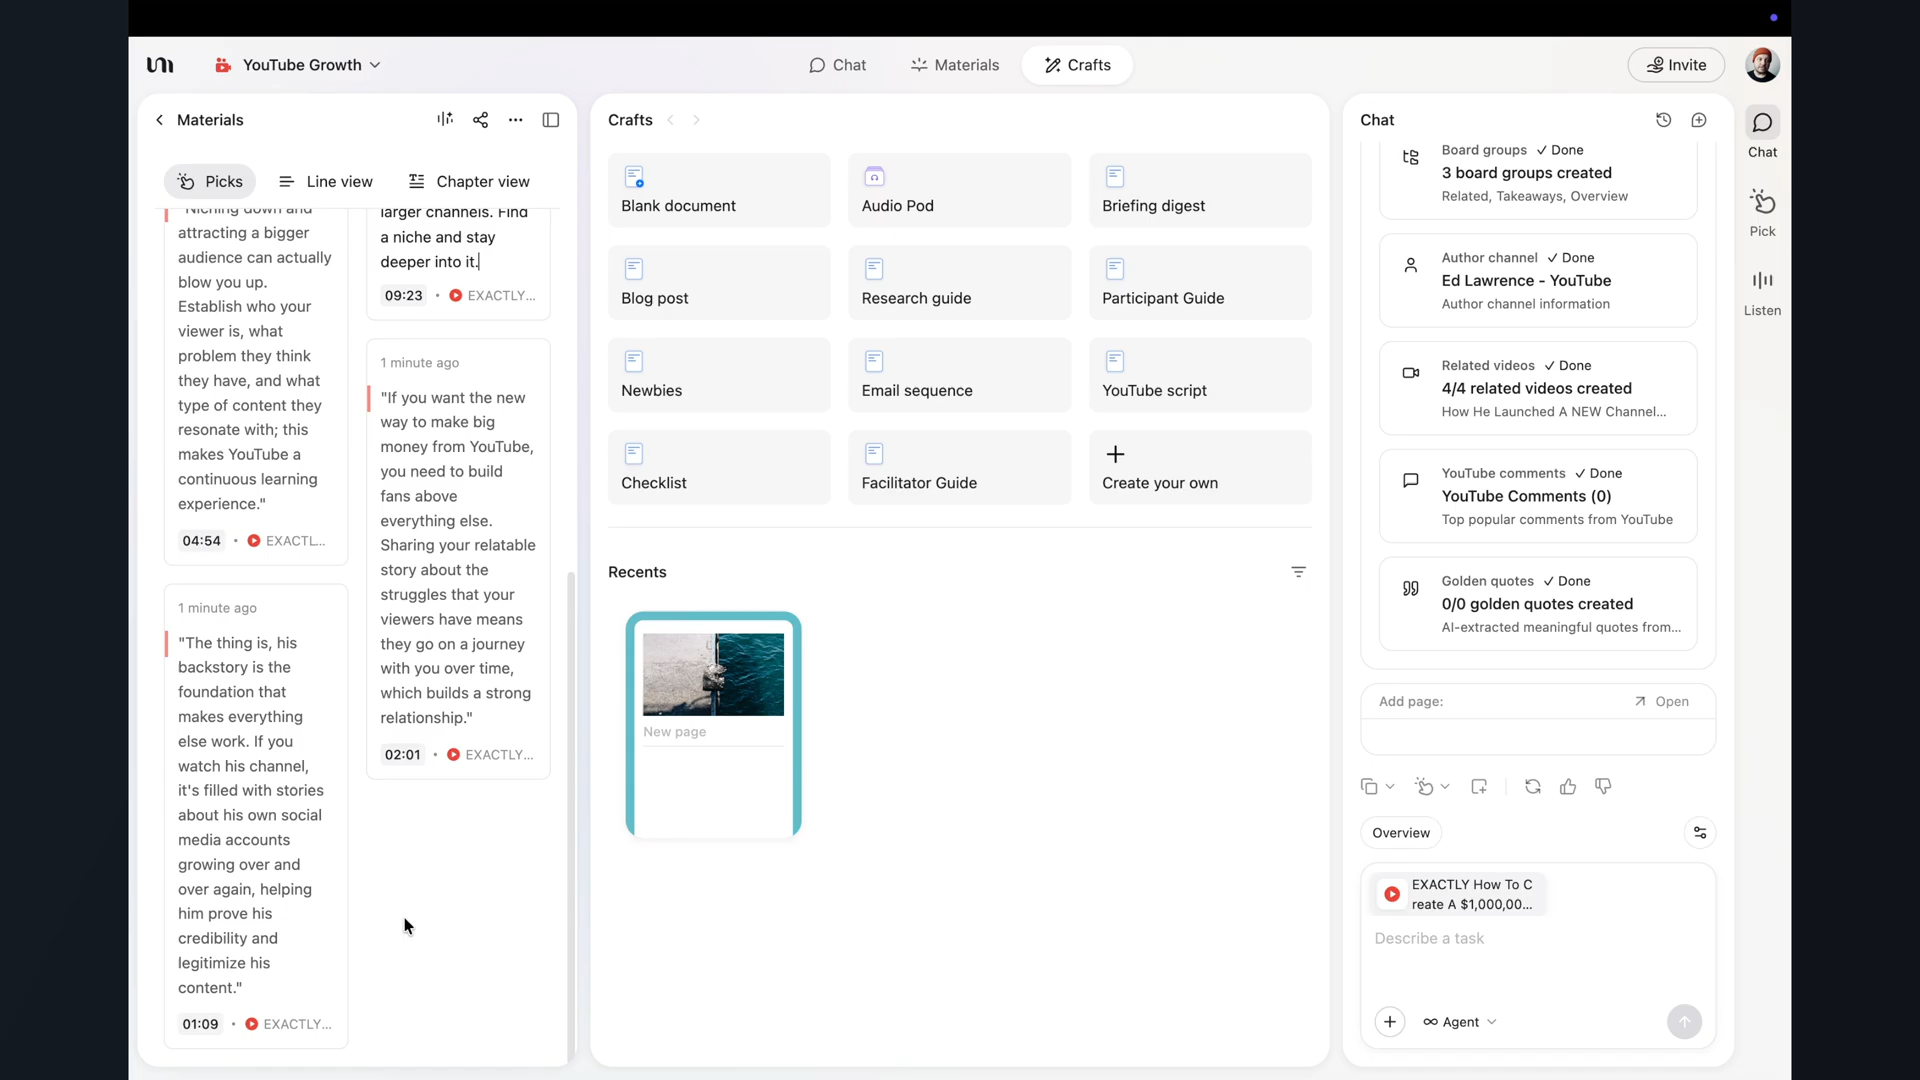 YouTube Growth
Chat
Materials
Crafts
Invite
Materials
Picks
Line view
Chapter view
"Niching down and
attracting a bigger
audience can actually
blow you up.
Establish who your
viewer is, what
problem they think
they have, and what
type of content they
resonate with; this
makes YouTube a
continuous learning
experience."
04:54 • EXACTL...
1 minute ago
"The thing is, his
backstory is the
foundation that
makes everything
else work. If you
watch his channel,
it's filled with stories
about his own social
media accounts
growing over and
over again, helping
him prove his
credibility and
legitimize his
content."
01:09 • EXACTLY...
larger channels. Find
a niche and stay
deeper into it.
09:23 • EXACTLY...
1 minute ago
"If you want the new
way to make big
money from YouTube,
you need to build
fans above
everything else.
Sharing your relatable
story about the
struggles that your
viewers have means
they go on a journey
with you over time,
which builds a strong
relationship."
02:01 • EXACTLY...
Crafts
Blank document
Audio Pod
Briefing digest
Blog post
Research guide
Participant Guide
Newbies
Email sequence
YouTube script
Checklist
Facilitator Guide
Create your own
Recents
New page
Chat
Board groups ✓ Done
3 board groups created
Related, Takeaways, Overview
Author channel ✓ Done
Ed Lawrence - YouTube
Author channel information
Related videos ✓ Done
4/4 related videos created
How He Launched A NEW Channel...
YouTube comments ✓ Done
YouTube Comments (0)
Top popular comments from YouTube
Golden quotes ✓ Done
0/0 golden quotes created
AI-extracted meaningful quotes from...
Add page:
Open
Overview
EXACTLY How To C
reate A $1,000,00...
Describe a task
Agent
Chat
Pick
Listen